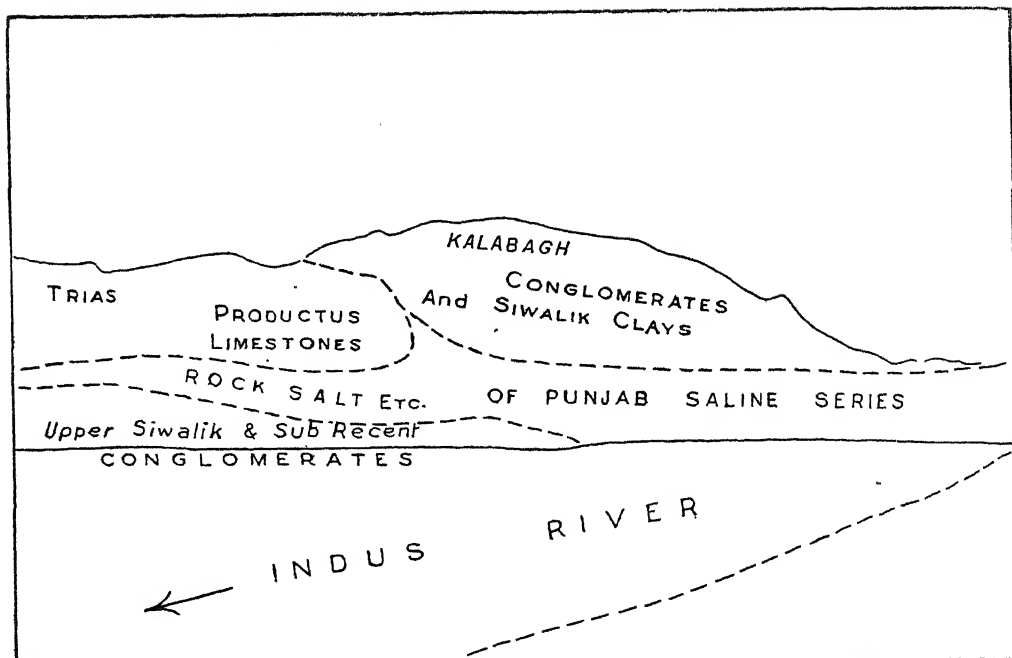 KALABAGH
CONGLOMERATES
And SIWALIK CLAYS
TRIAS
PRODUCTUS
LIMESTONES
ROCK SALT ETC. OF PUNJAB SALINE SERIES
Upper Siwalik & Sub Recent
CONGLOMERATES
INDUS RIVER